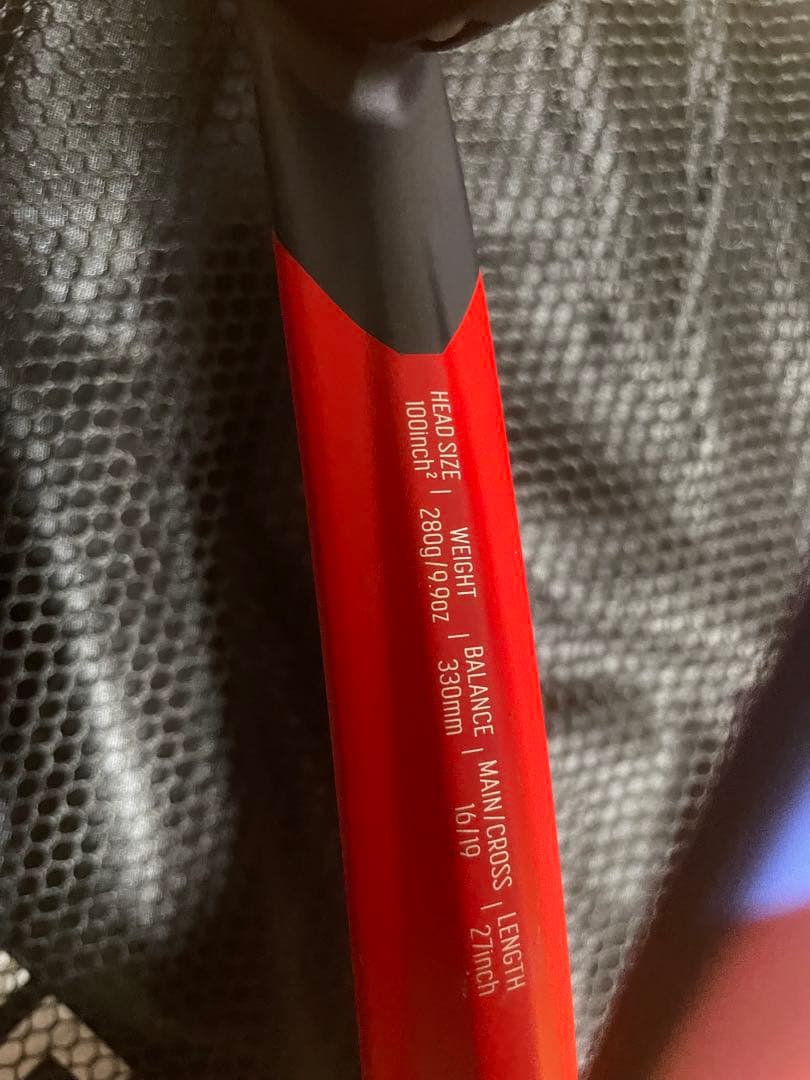 HEAD SIZE | WEIGHT | BALANCE | MAIN/CROSS | LENGTH
100inch² 280g/9.9oz 330mm 16/19 27inch